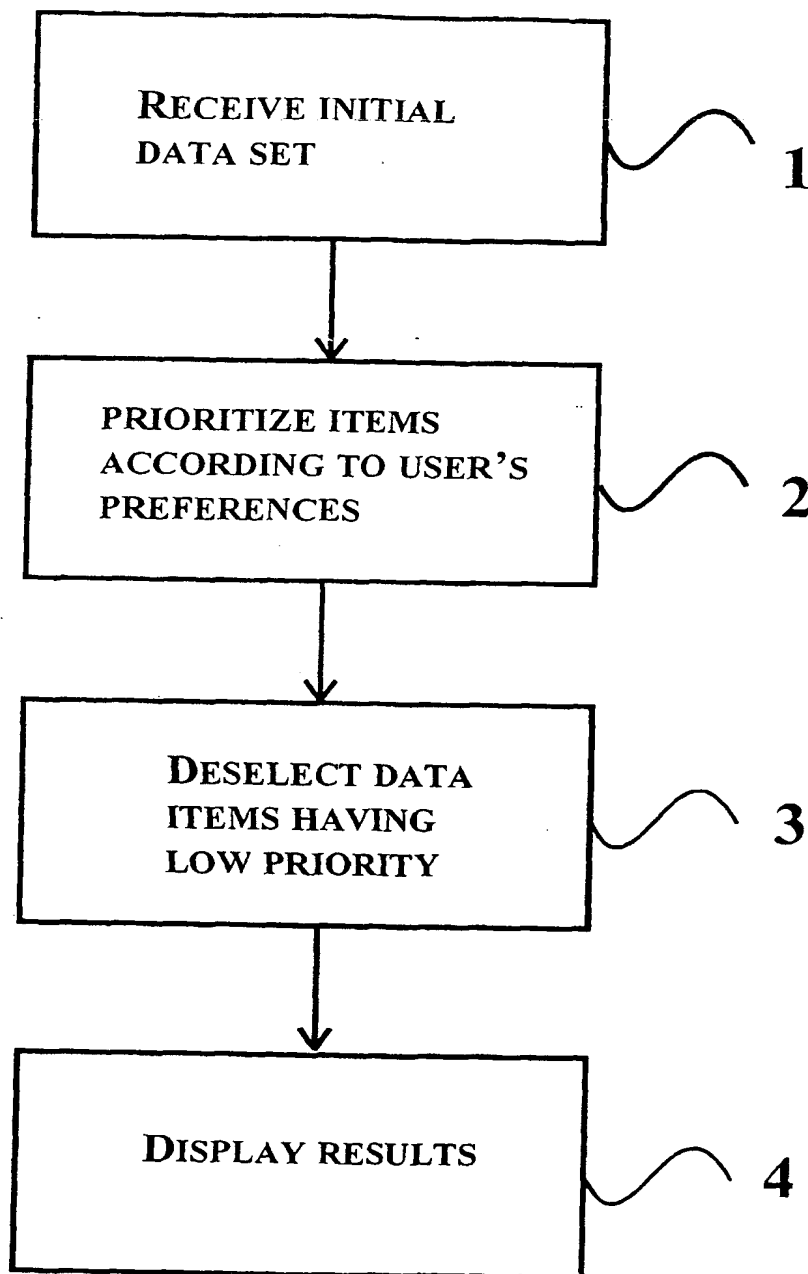 RECEIVE INITIAL
DATA SET
1
PRIORITIZE ITEMS
ACCORDING TO USER'S
PREFERENCES
2
DESELECT DATA
ITEMS HAVING
LOW PRIORITY
3
DISPLAY RESULTS
4